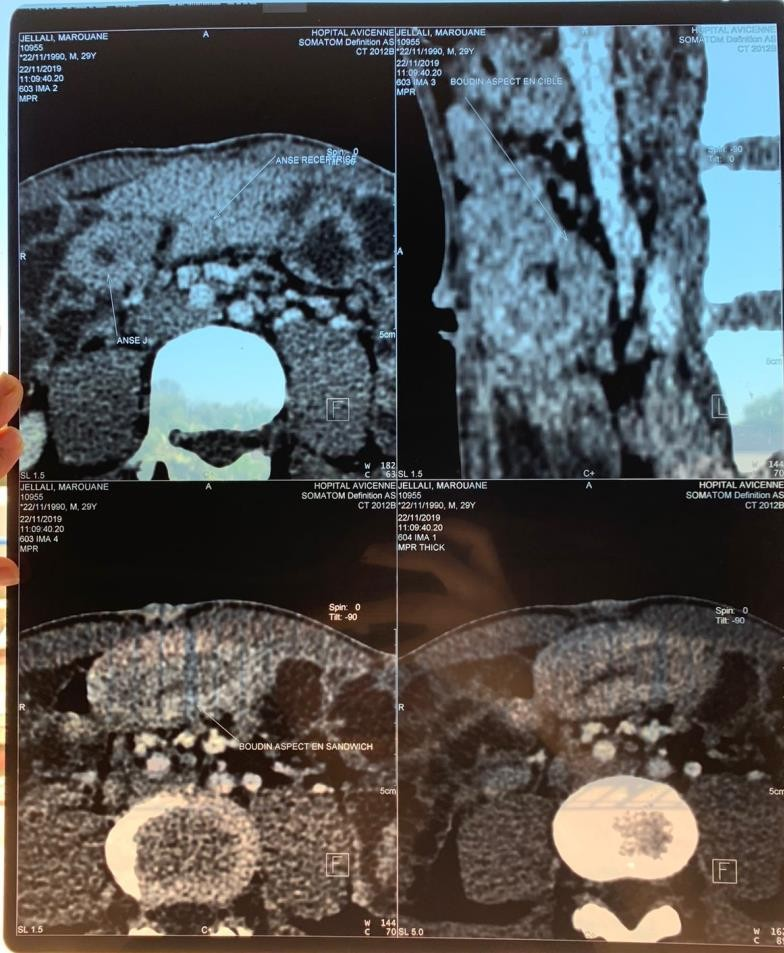 JELLALI, MAROUANE
10955
*22/11/1990, M, 29Y
22/11/2019
11:09:40.20
603 IMA 2
MPR
A
HOPITAL AVICENNE
SOMATOM Definition AS
CT 2012B
Spin: 0
ANSE RECEPTRISE
R
ANSE J
5cm
F
SL 1.5
W 182
C 63
JELLALI, MAROUANE
10955
*22/11/1990, M, 29Y
22/11/2019
11:09:40.20
603 IMA 3
MPR
HOPITAL AVICENNE
SOMATOM Definition AS
CT 2012B
BOUDIN ASPECT EN CIBLE
Spin: -90
Tilt: 0
A
5cm
L
SL 1.5
C+
W 144
70
JELLALI, MAROUANE
10955
*22/11/1990, M, 29Y
22/11/2019
11:09:40.20
603 IMA 4
MPR
A
HOPITAL AVICENNE
SOMATOM Definition AS
CT 2012B
Spin: 0
Tilt: -90
R
BOUDIN ASPECT EN SANDWICH
5cm
F
SL 1.5
C+
W 144
C 70
JELLALI, MAROUANE
10955
*22/11/1990, M, 29Y
22/11/2019
11:09:40.20
604 IMA 1
MPR THICK
A
HOPITAL AVICENNE
SOMATOM Definition AS
CT 2012B
Spin: 0
Tilt: -90
R
5cm
F
SL 5.0
W
C